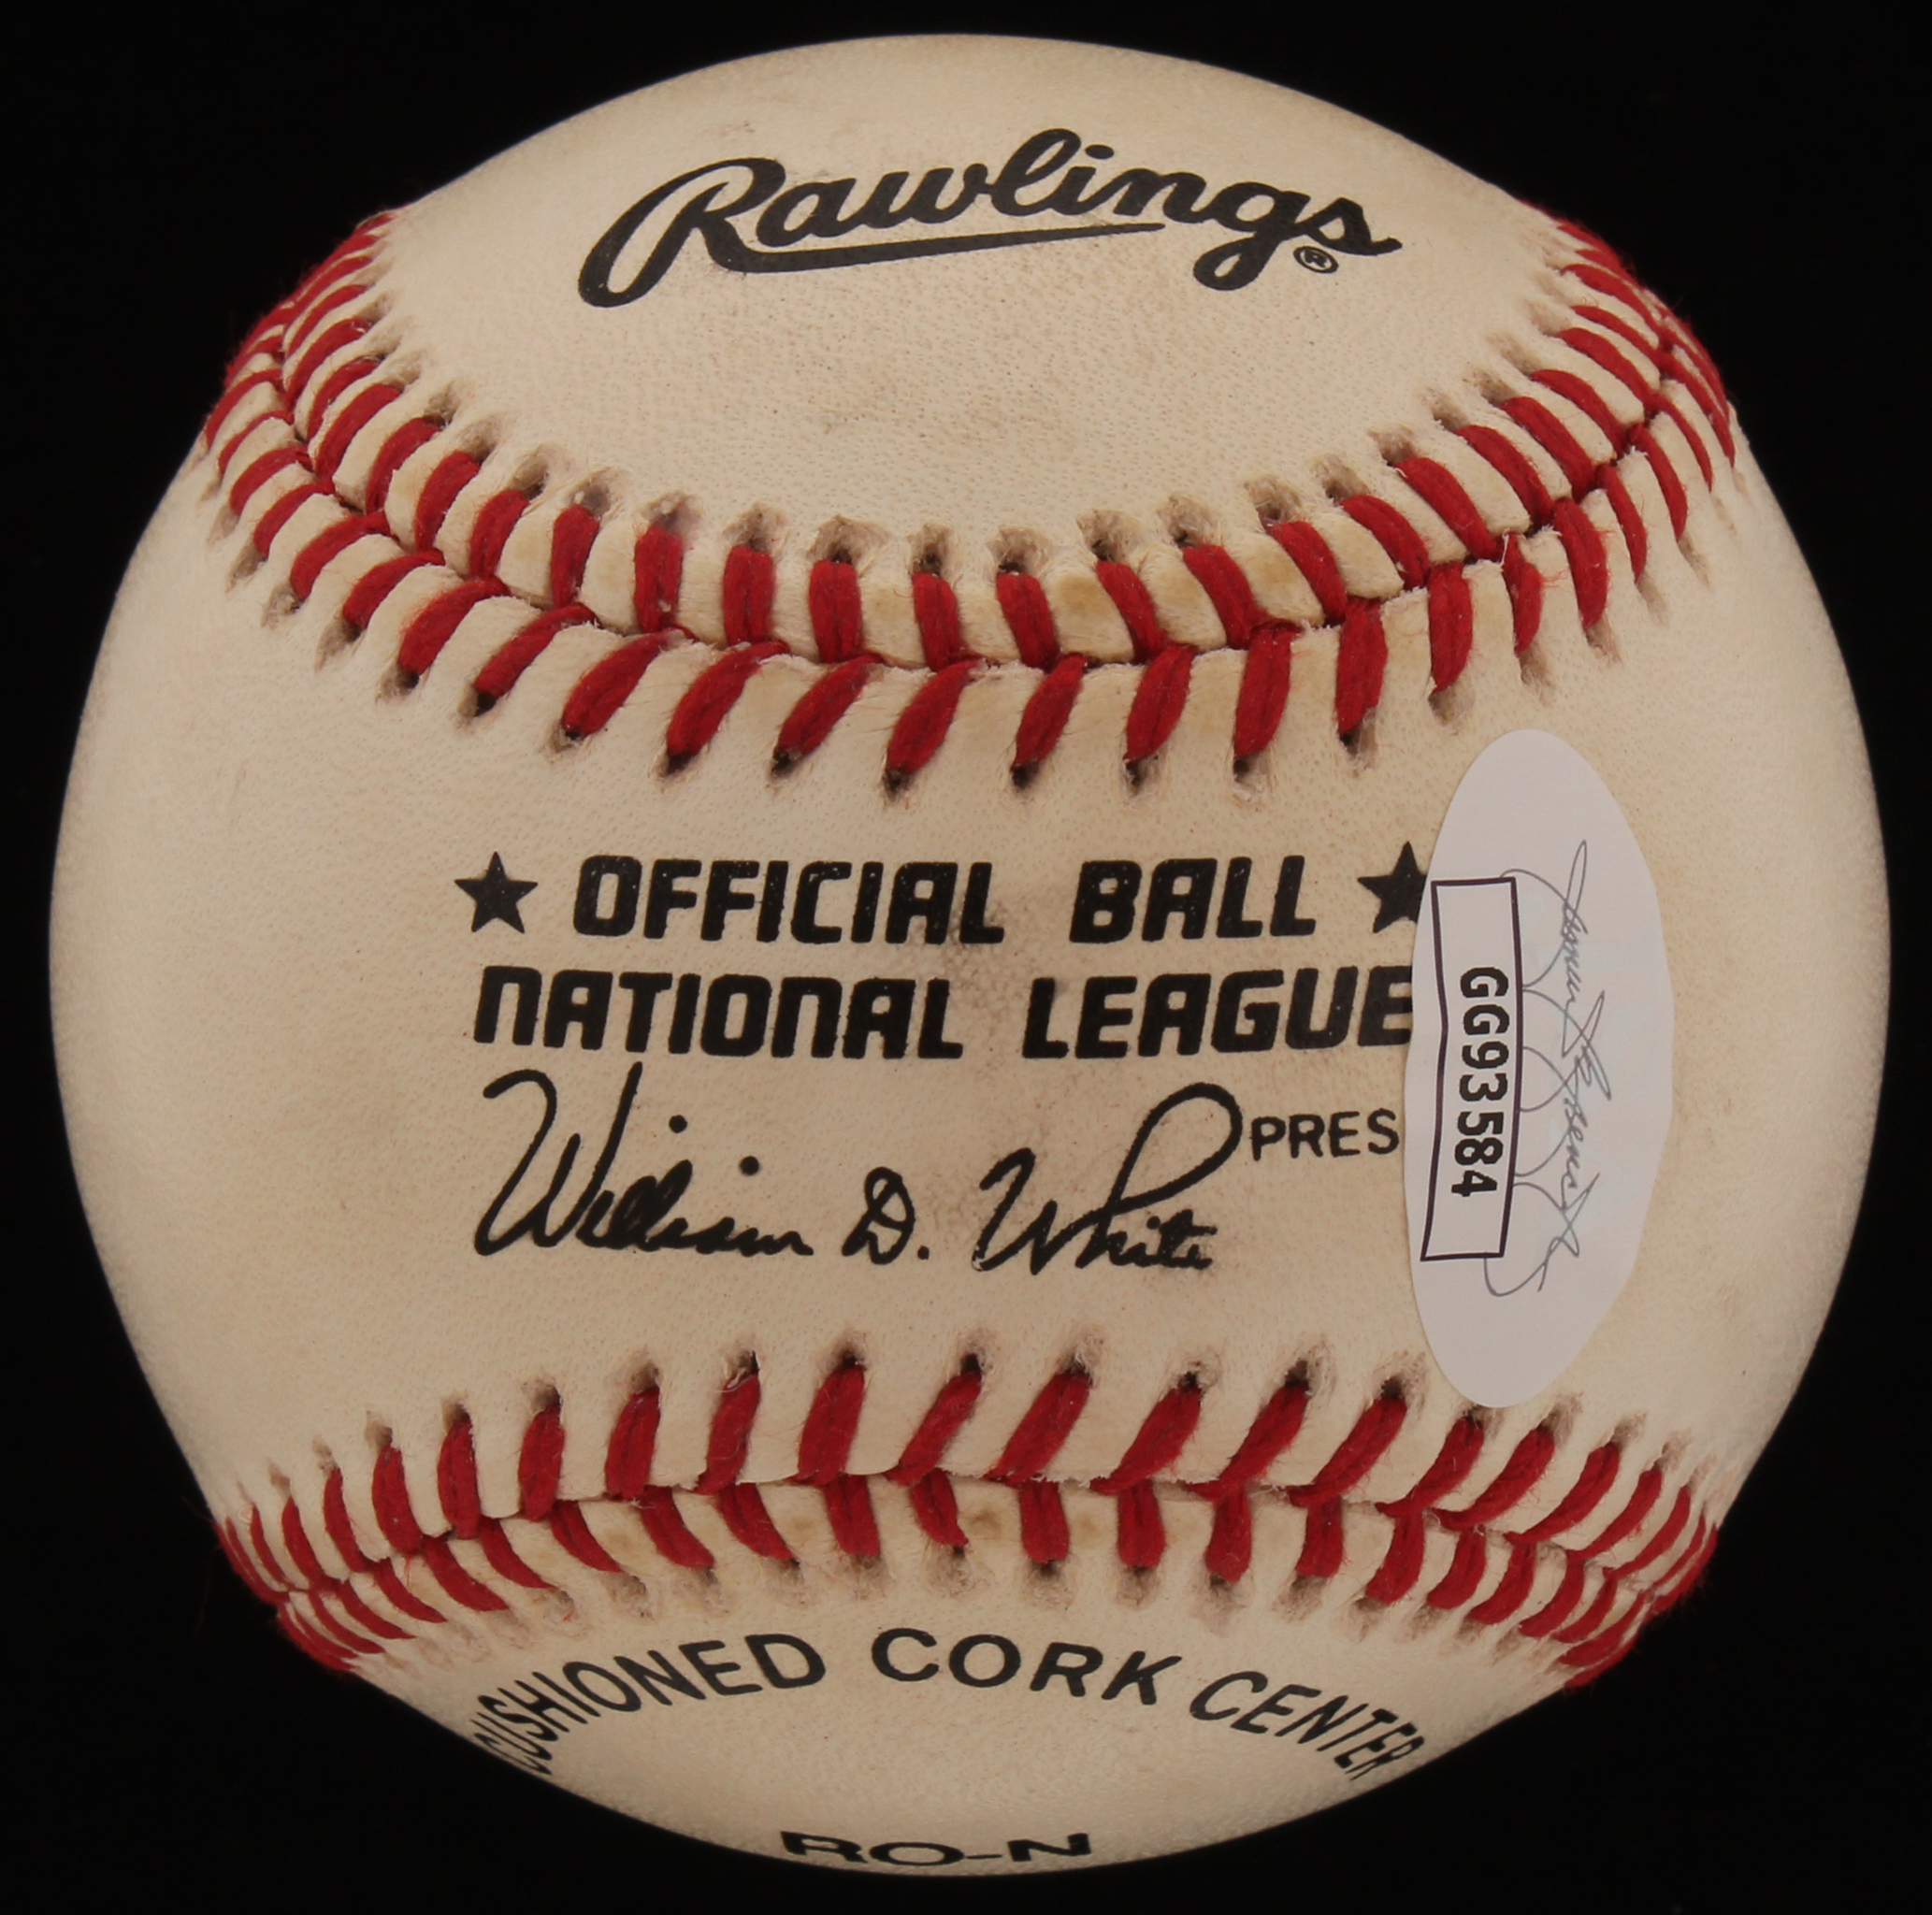 Rawlings®
★ OFFICIAL BALL ★
NATIONAL LEAGUE
William D. White PRES
GG93584
CUSHIONED CORK CENTER
RO-N